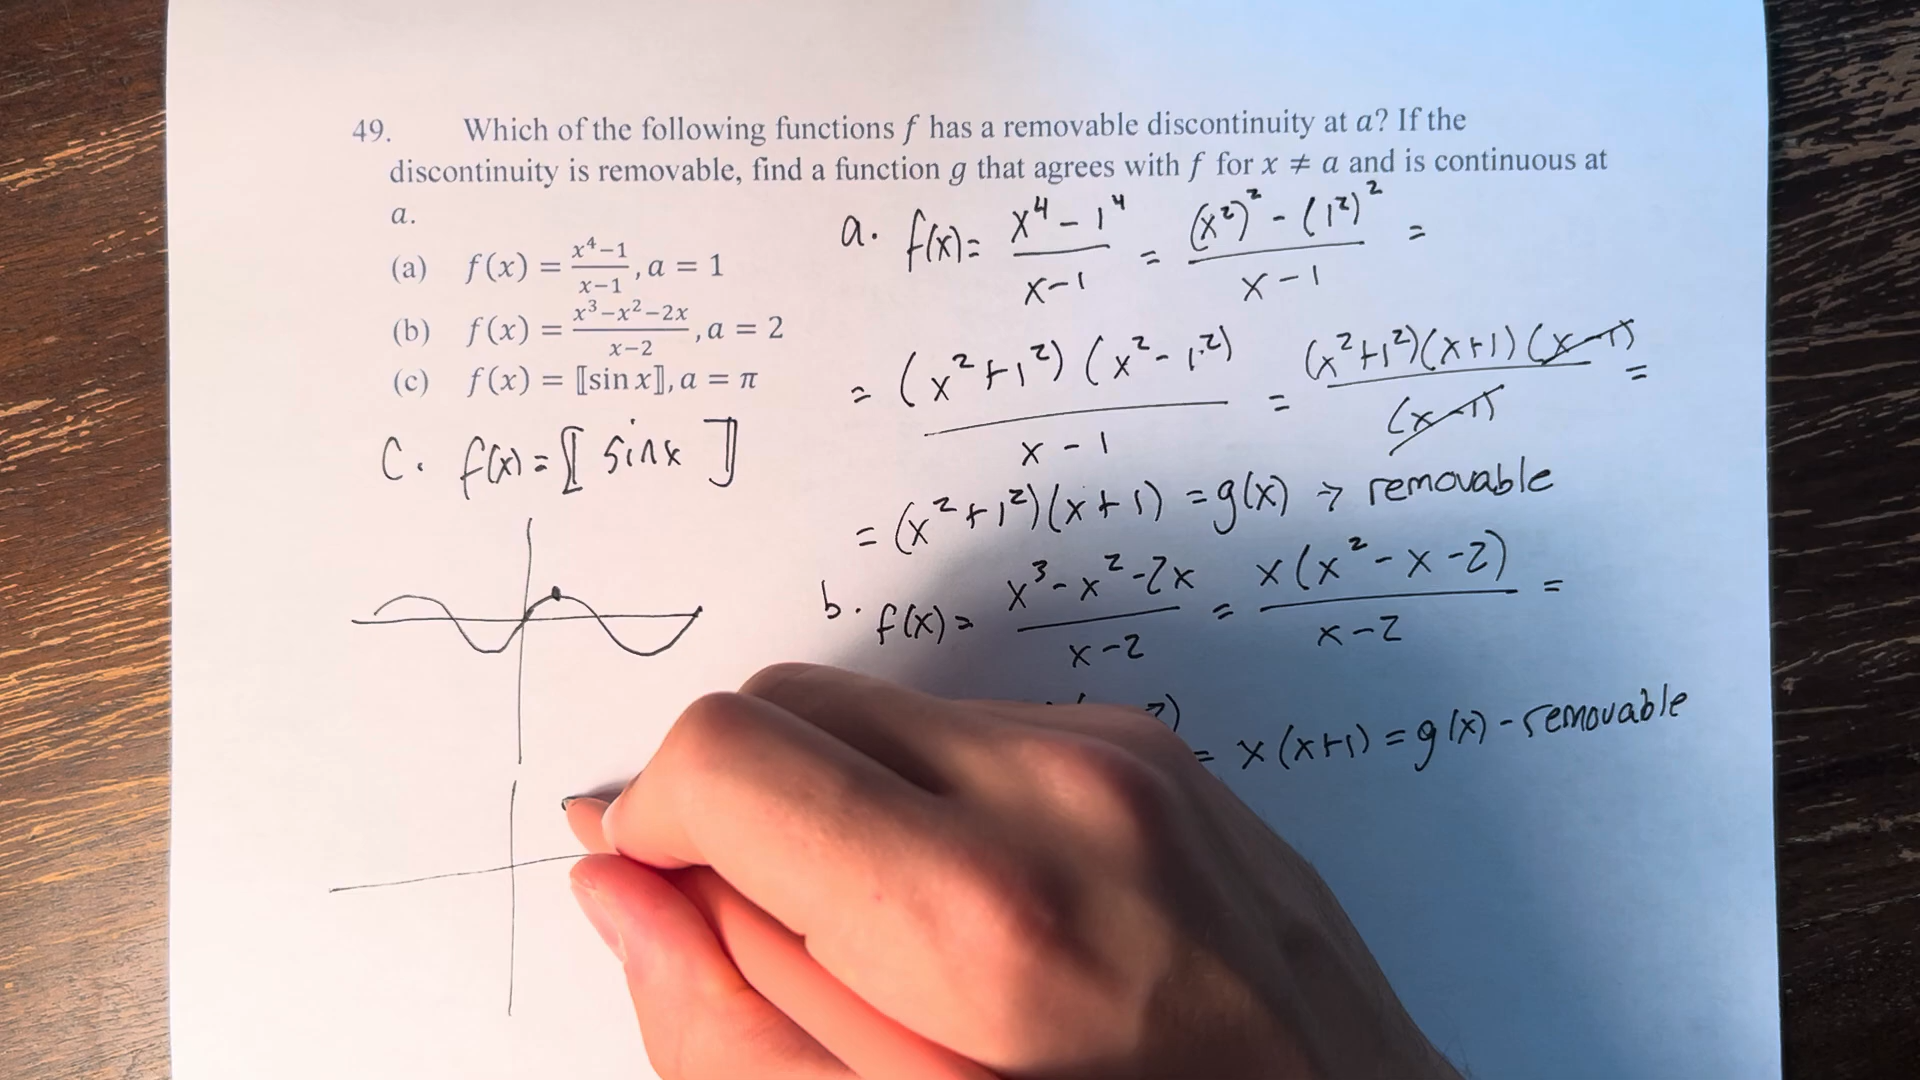 49. Which of the following functions f has a removable discontinuity at a? If the
discontinuity is removable, find a function g that agrees with f for x ≠ a and is continuous at
a.
(a) f(x) = (x⁴−1)/(x−1), a = 1
(b) f(x) = (x³−x²−2x)/(x−2), a = 2
(c) f(x) = ⟦sin x⟧, a = π
a. f(x) = (x⁴ − 1⁴)/(x−1) = ((x²)² − (1²)²)/(x−1) =
= (x²+1²)(x²−1²)/(x−1) = (x²+1²)(x+1)(x−1)/(x−1) =
= (x²+1²)(x+1) = g(x) → removable
b. f(x) = (x³−x²−2x)/(x−2) = x(x²−x−2)/(x−2) =
= x(x+1) = g(x) - removable
C. f(x) = ⟦sinx⟧